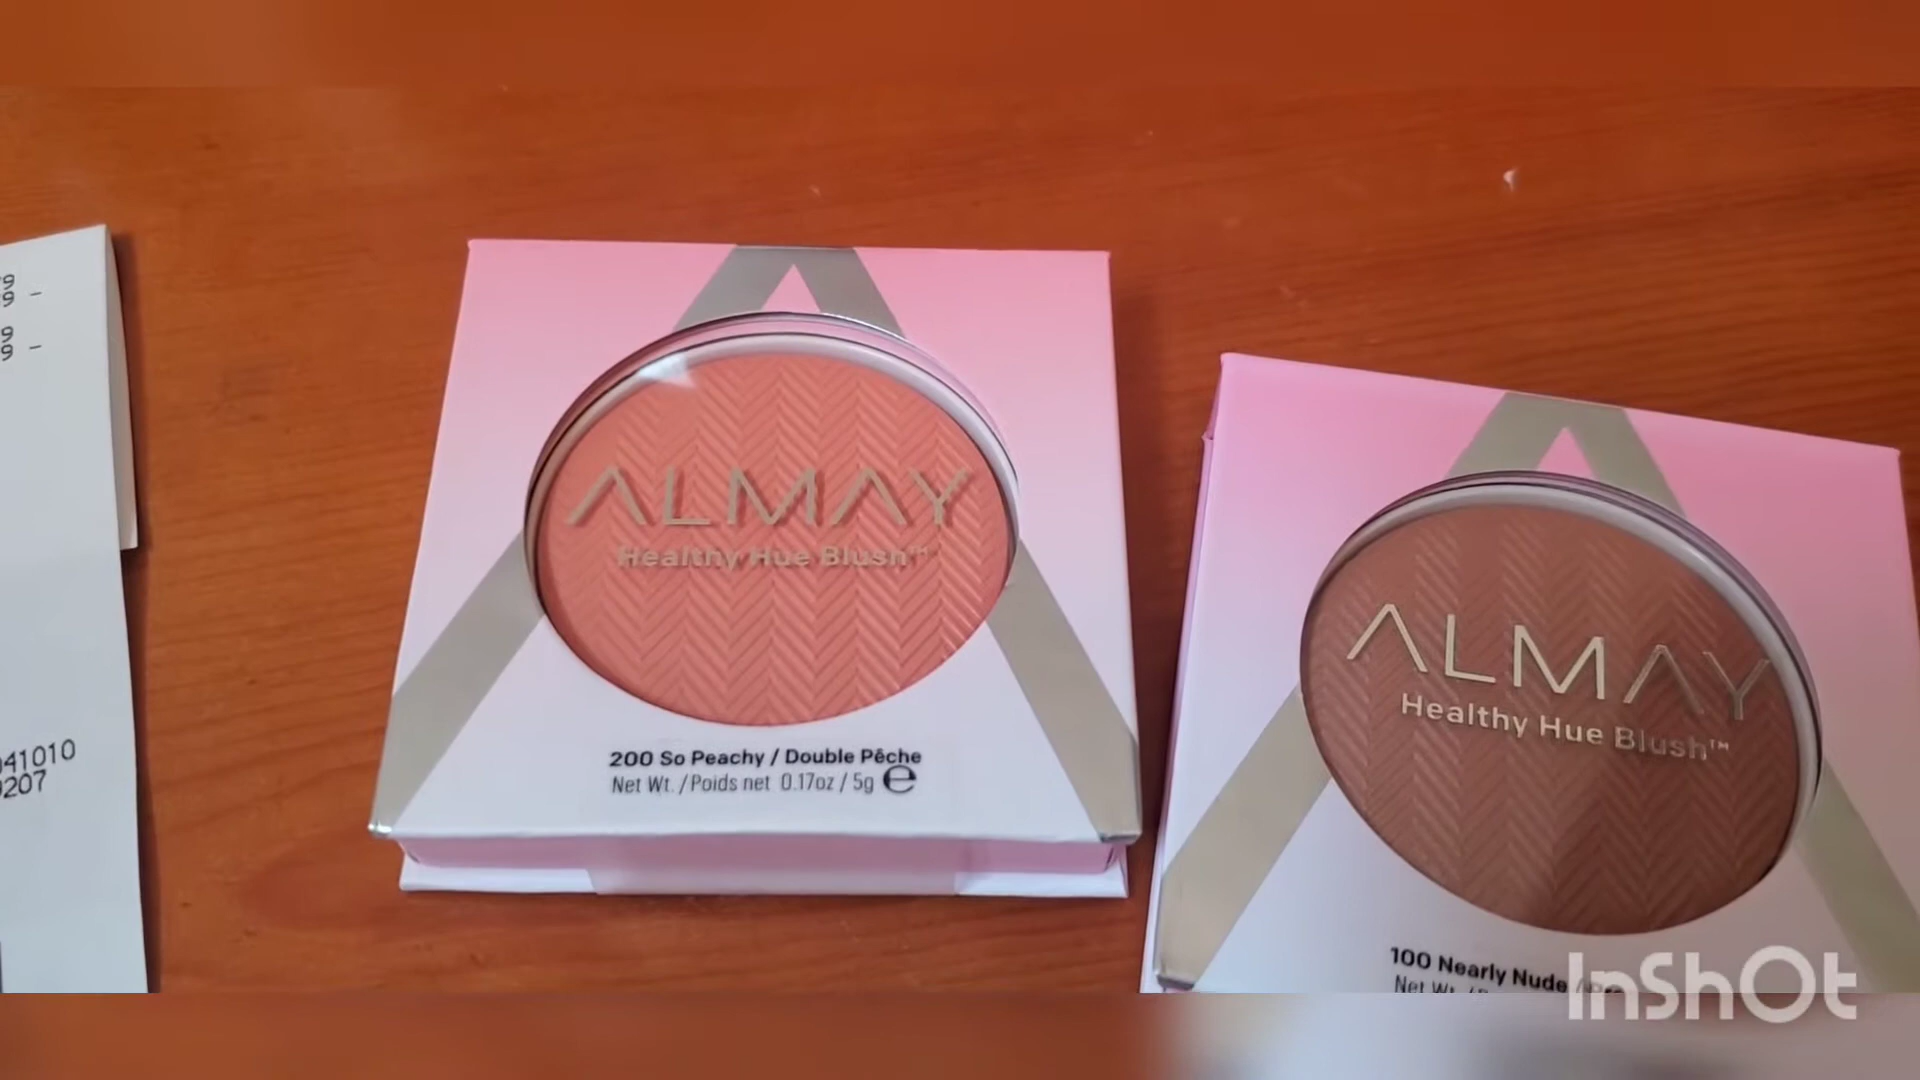 9
9 -
9
9 -
41010
207
ALMAY
Healthy Hue Blush™
200 So Peachy / Double Pêche
Net Wt. / Poids net 0.17oz / 5g ℮
ALMAY
Healthy Hue Blush™
100 Nearly Nude /
Net Wt. /
InShOt